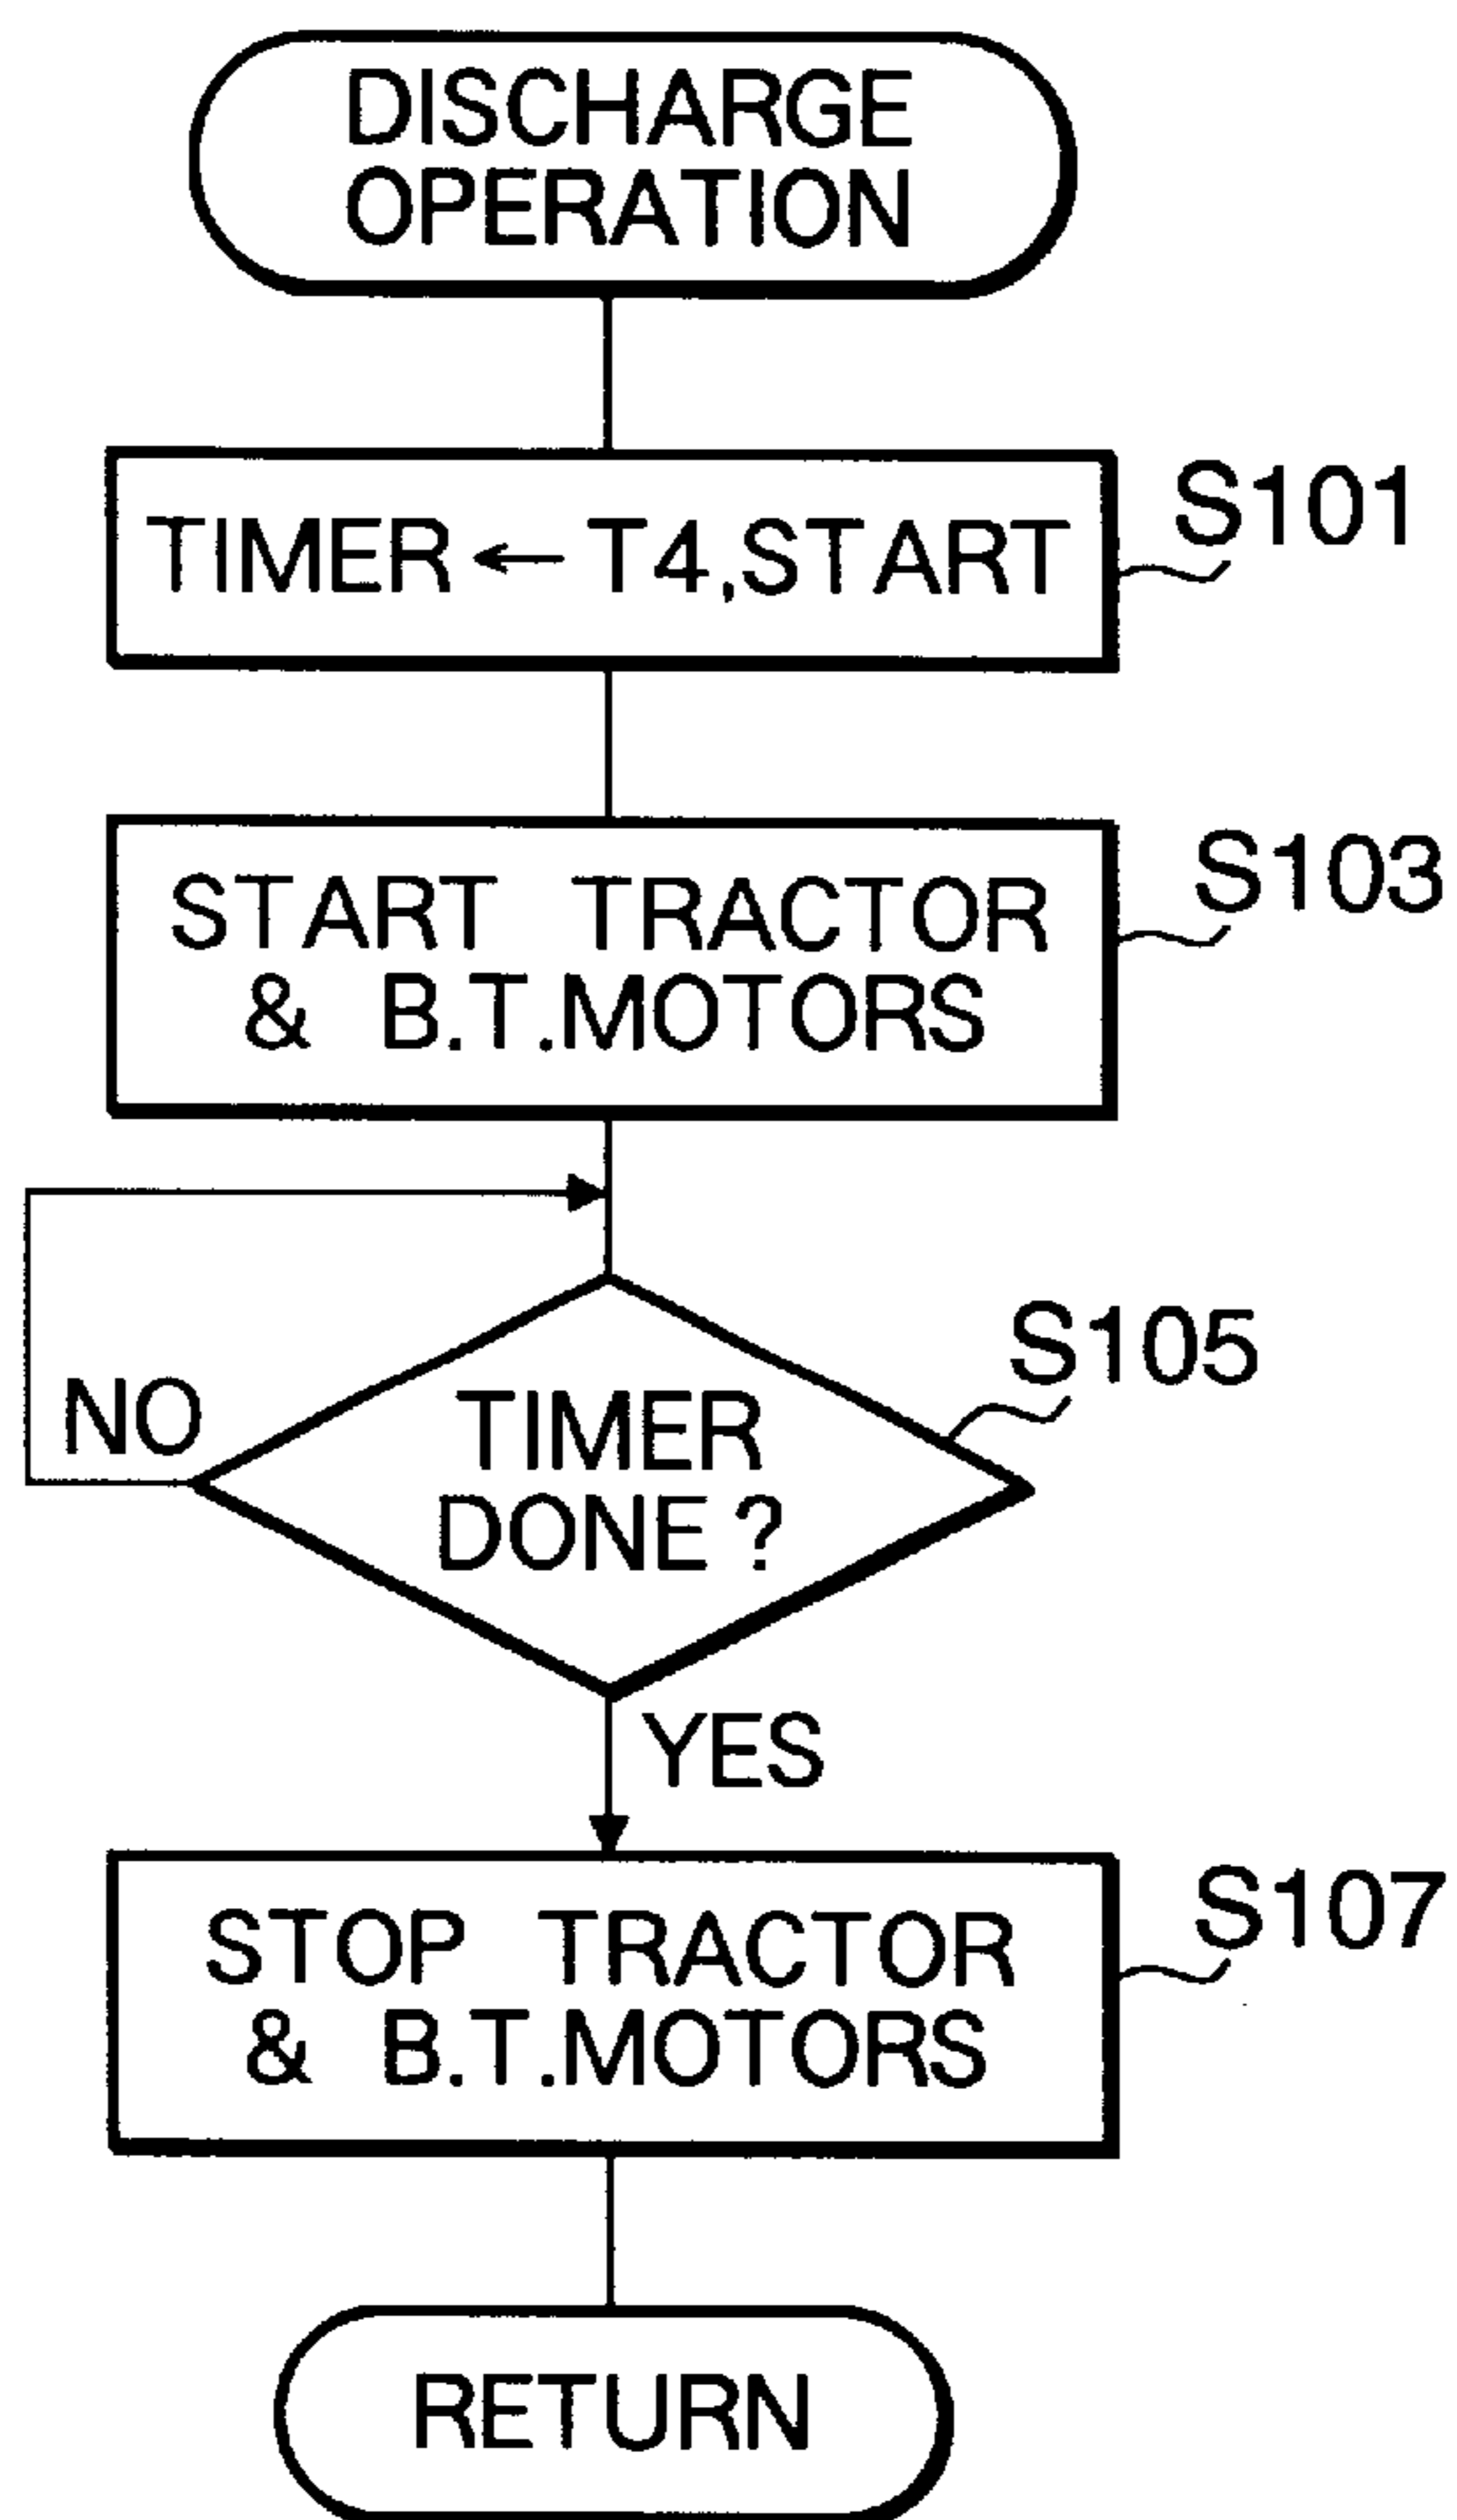 DISCHARGE
OPERATION
TIMER ← T4,START
S101
START TRACTOR
& B.T.MOTORS
S103
TIMER
DONE ?
S105
NO
YES
STOP TRACTOR
& B.T.MOTORS
S107
RETURN